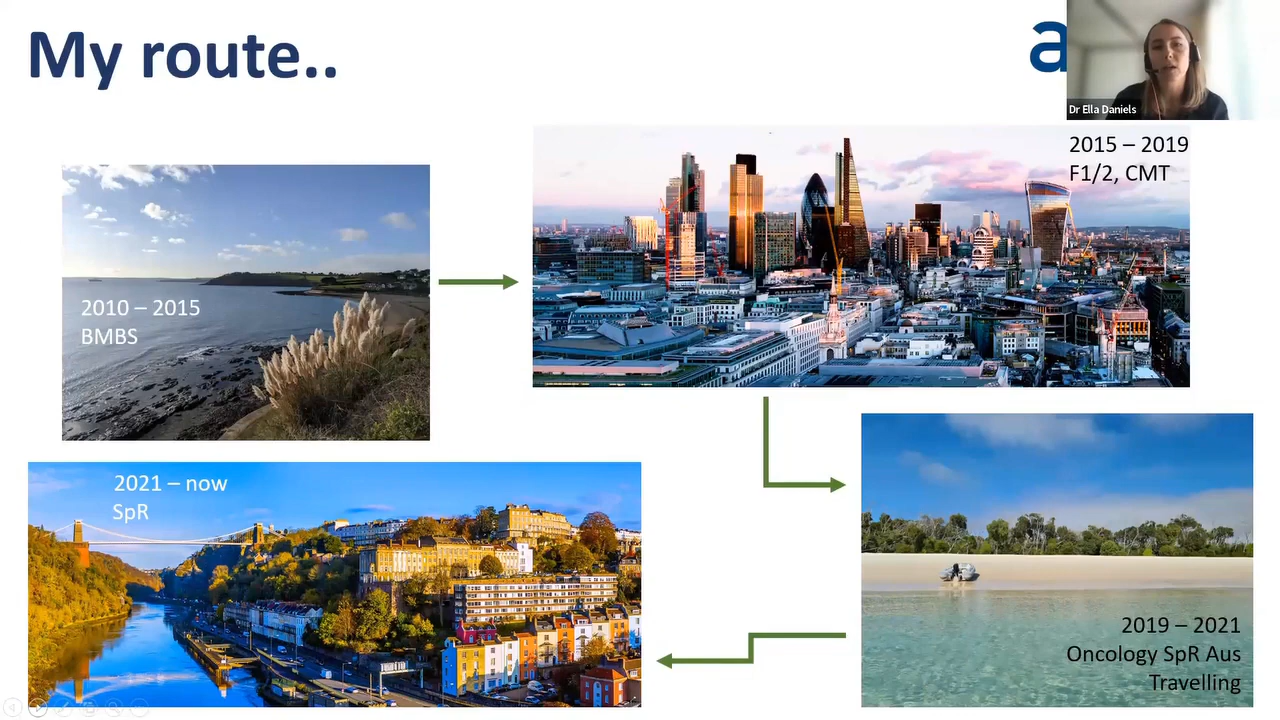 My route..
a
Dr Ella Daniels
2010 – 2015
BMBS
2015 – 2019
F1/2, CMT
2019 – 2021
Oncology SpR Aus
Travelling
2021 – now
SpR